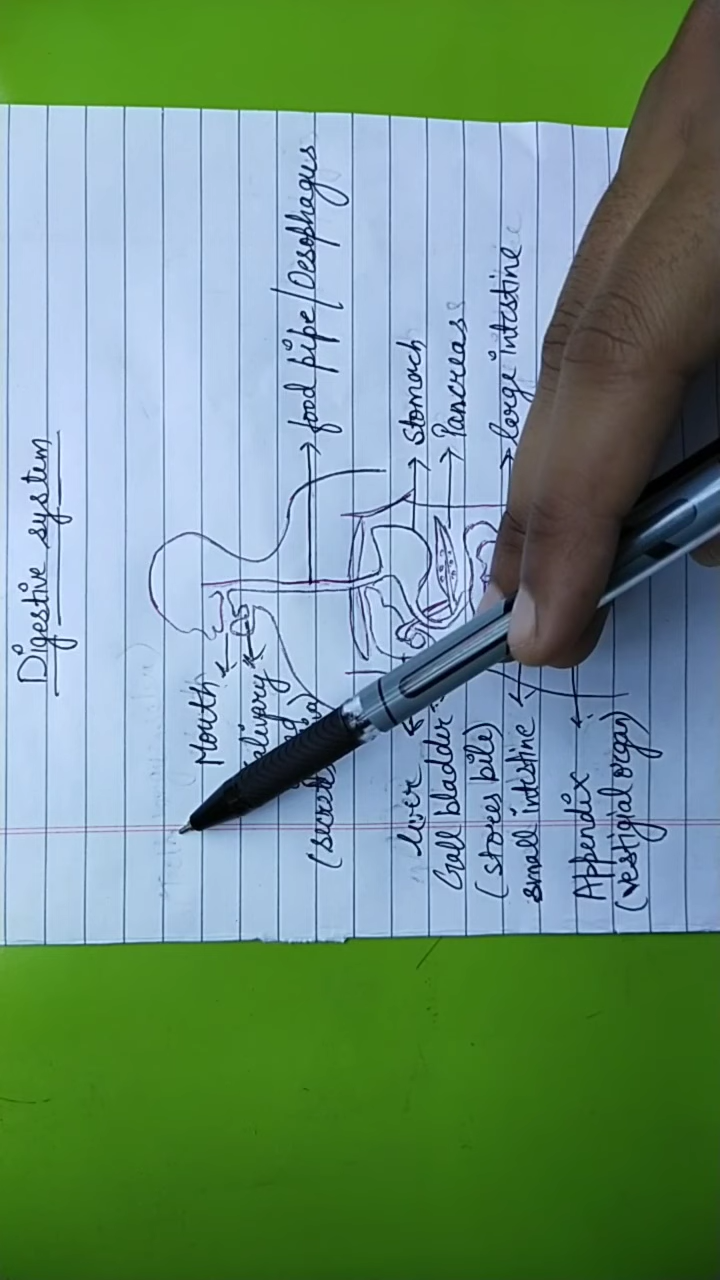 Digestive system
Mouth
(secret
food pipe/Oesophagus
liver
Gall bladder
(stores bile)
small intestine
Appendix
(vestigial organ)
Stomach
Pancreas
large intestine